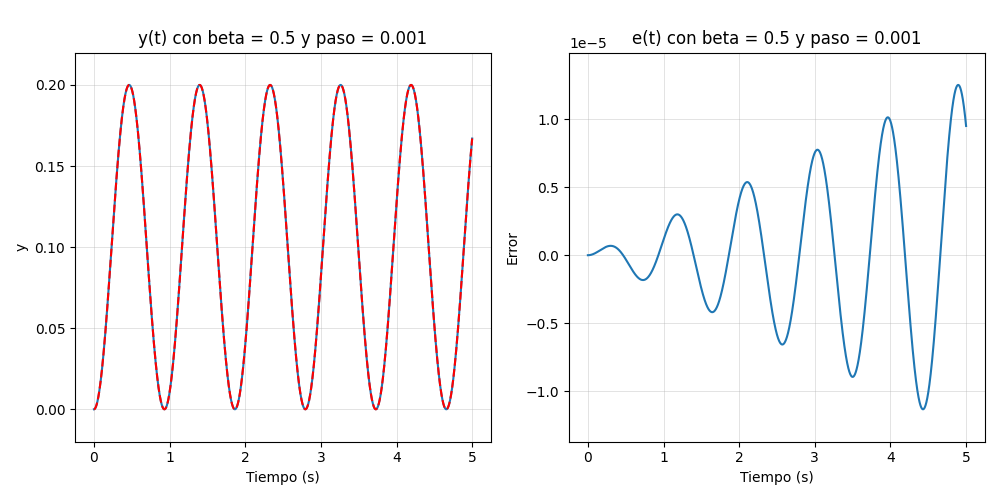 y(t) con beta = 0.5 y paso = 0.001
0.20
0.15
0.10
0.05
0.00
y
0 1 2 3 4 5
Tiempo (s)
1e−5
e(t) con beta = 0.5 y paso = 0.001
1.0
0.5
0.0
−0.5
−1.0
Error
0 1 2 3 4 5
Tiempo (s)